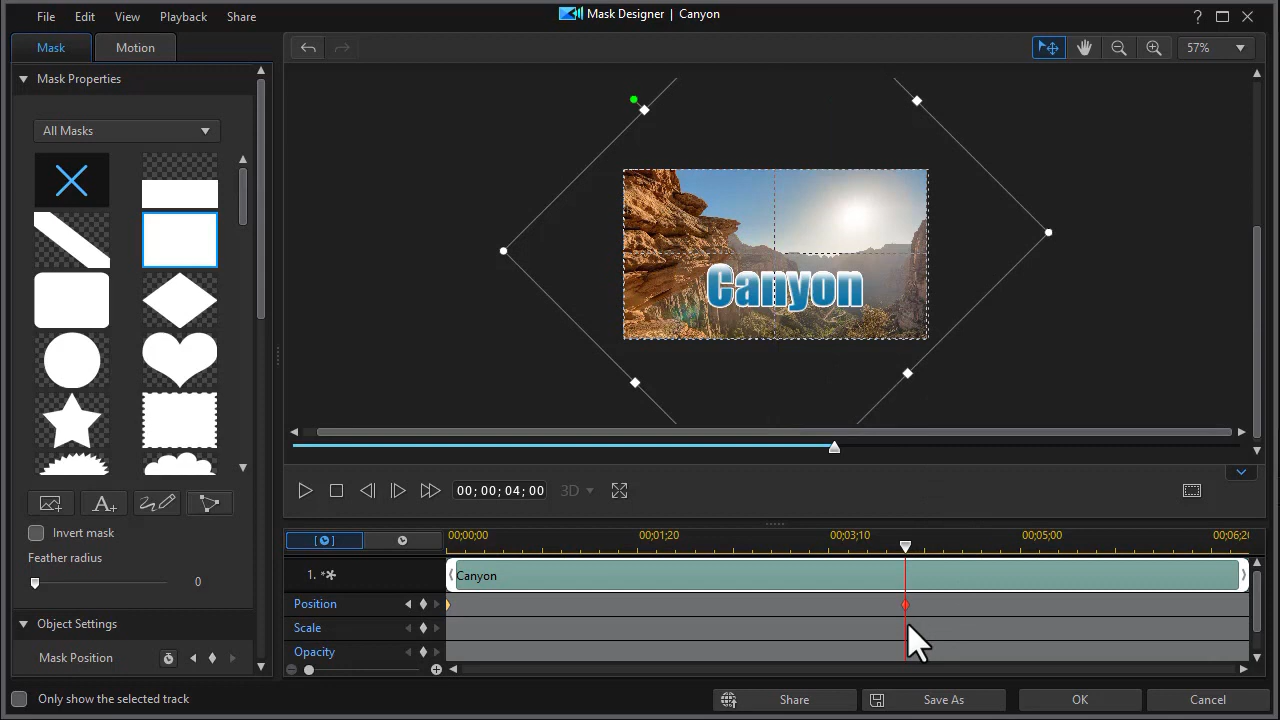 File Edit View Playback Share
Mask Designer | Canyon
?
Mask Motion
57%
Mask Properties
All Masks
Canyon
A+
Invert mask
Feather radius
0
00; 00; 04; 00
3D
00;00;00 00;01;20 00;03;10 00;05;00 00;06;20
1. Canyon
Position
Scale
Opacity
Object Settings
Mask Position
Only show the selected track
Share Save As OK Cancel